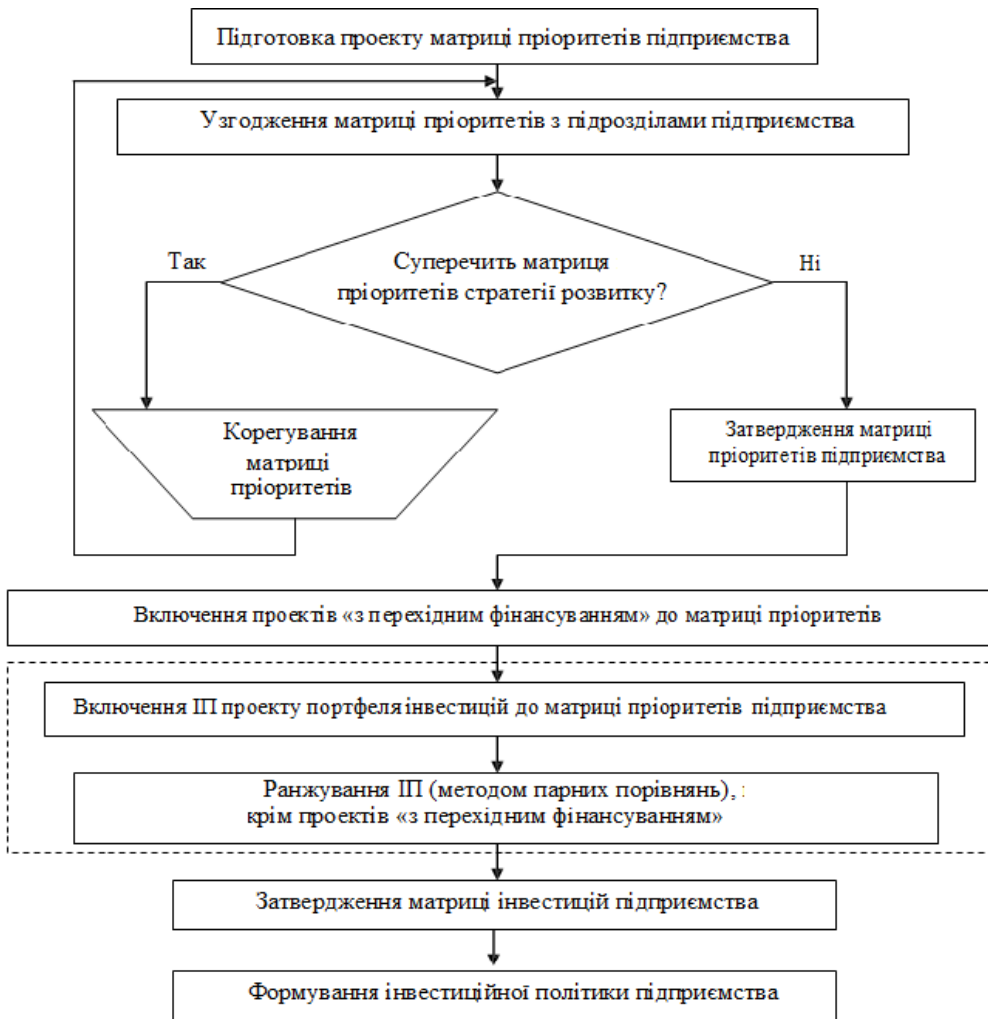 Підготовка проекту матриці пріоритетів підприємства
Узгодження матриці пріоритетів з підрозділами підприємства
Так
Суперечить матриця
пріоритетів стратегії розвитку?
Ні
Корегування
матриці
пріоритетів
Затвердження матриці
пріоритетів підприємства
Включення проектів «з перехідним фінансуванням» до матриці пріоритетів
Включення ІП проекту портфеля інвестицій до матриці пріоритетів підприємства
Ранжування ІП (методом парних порівнянь), :
крім проектів «з перехідним фінансуванням»
Затвердження матриці інвестицій підприємства
Формування інвестиційної політики підприємства